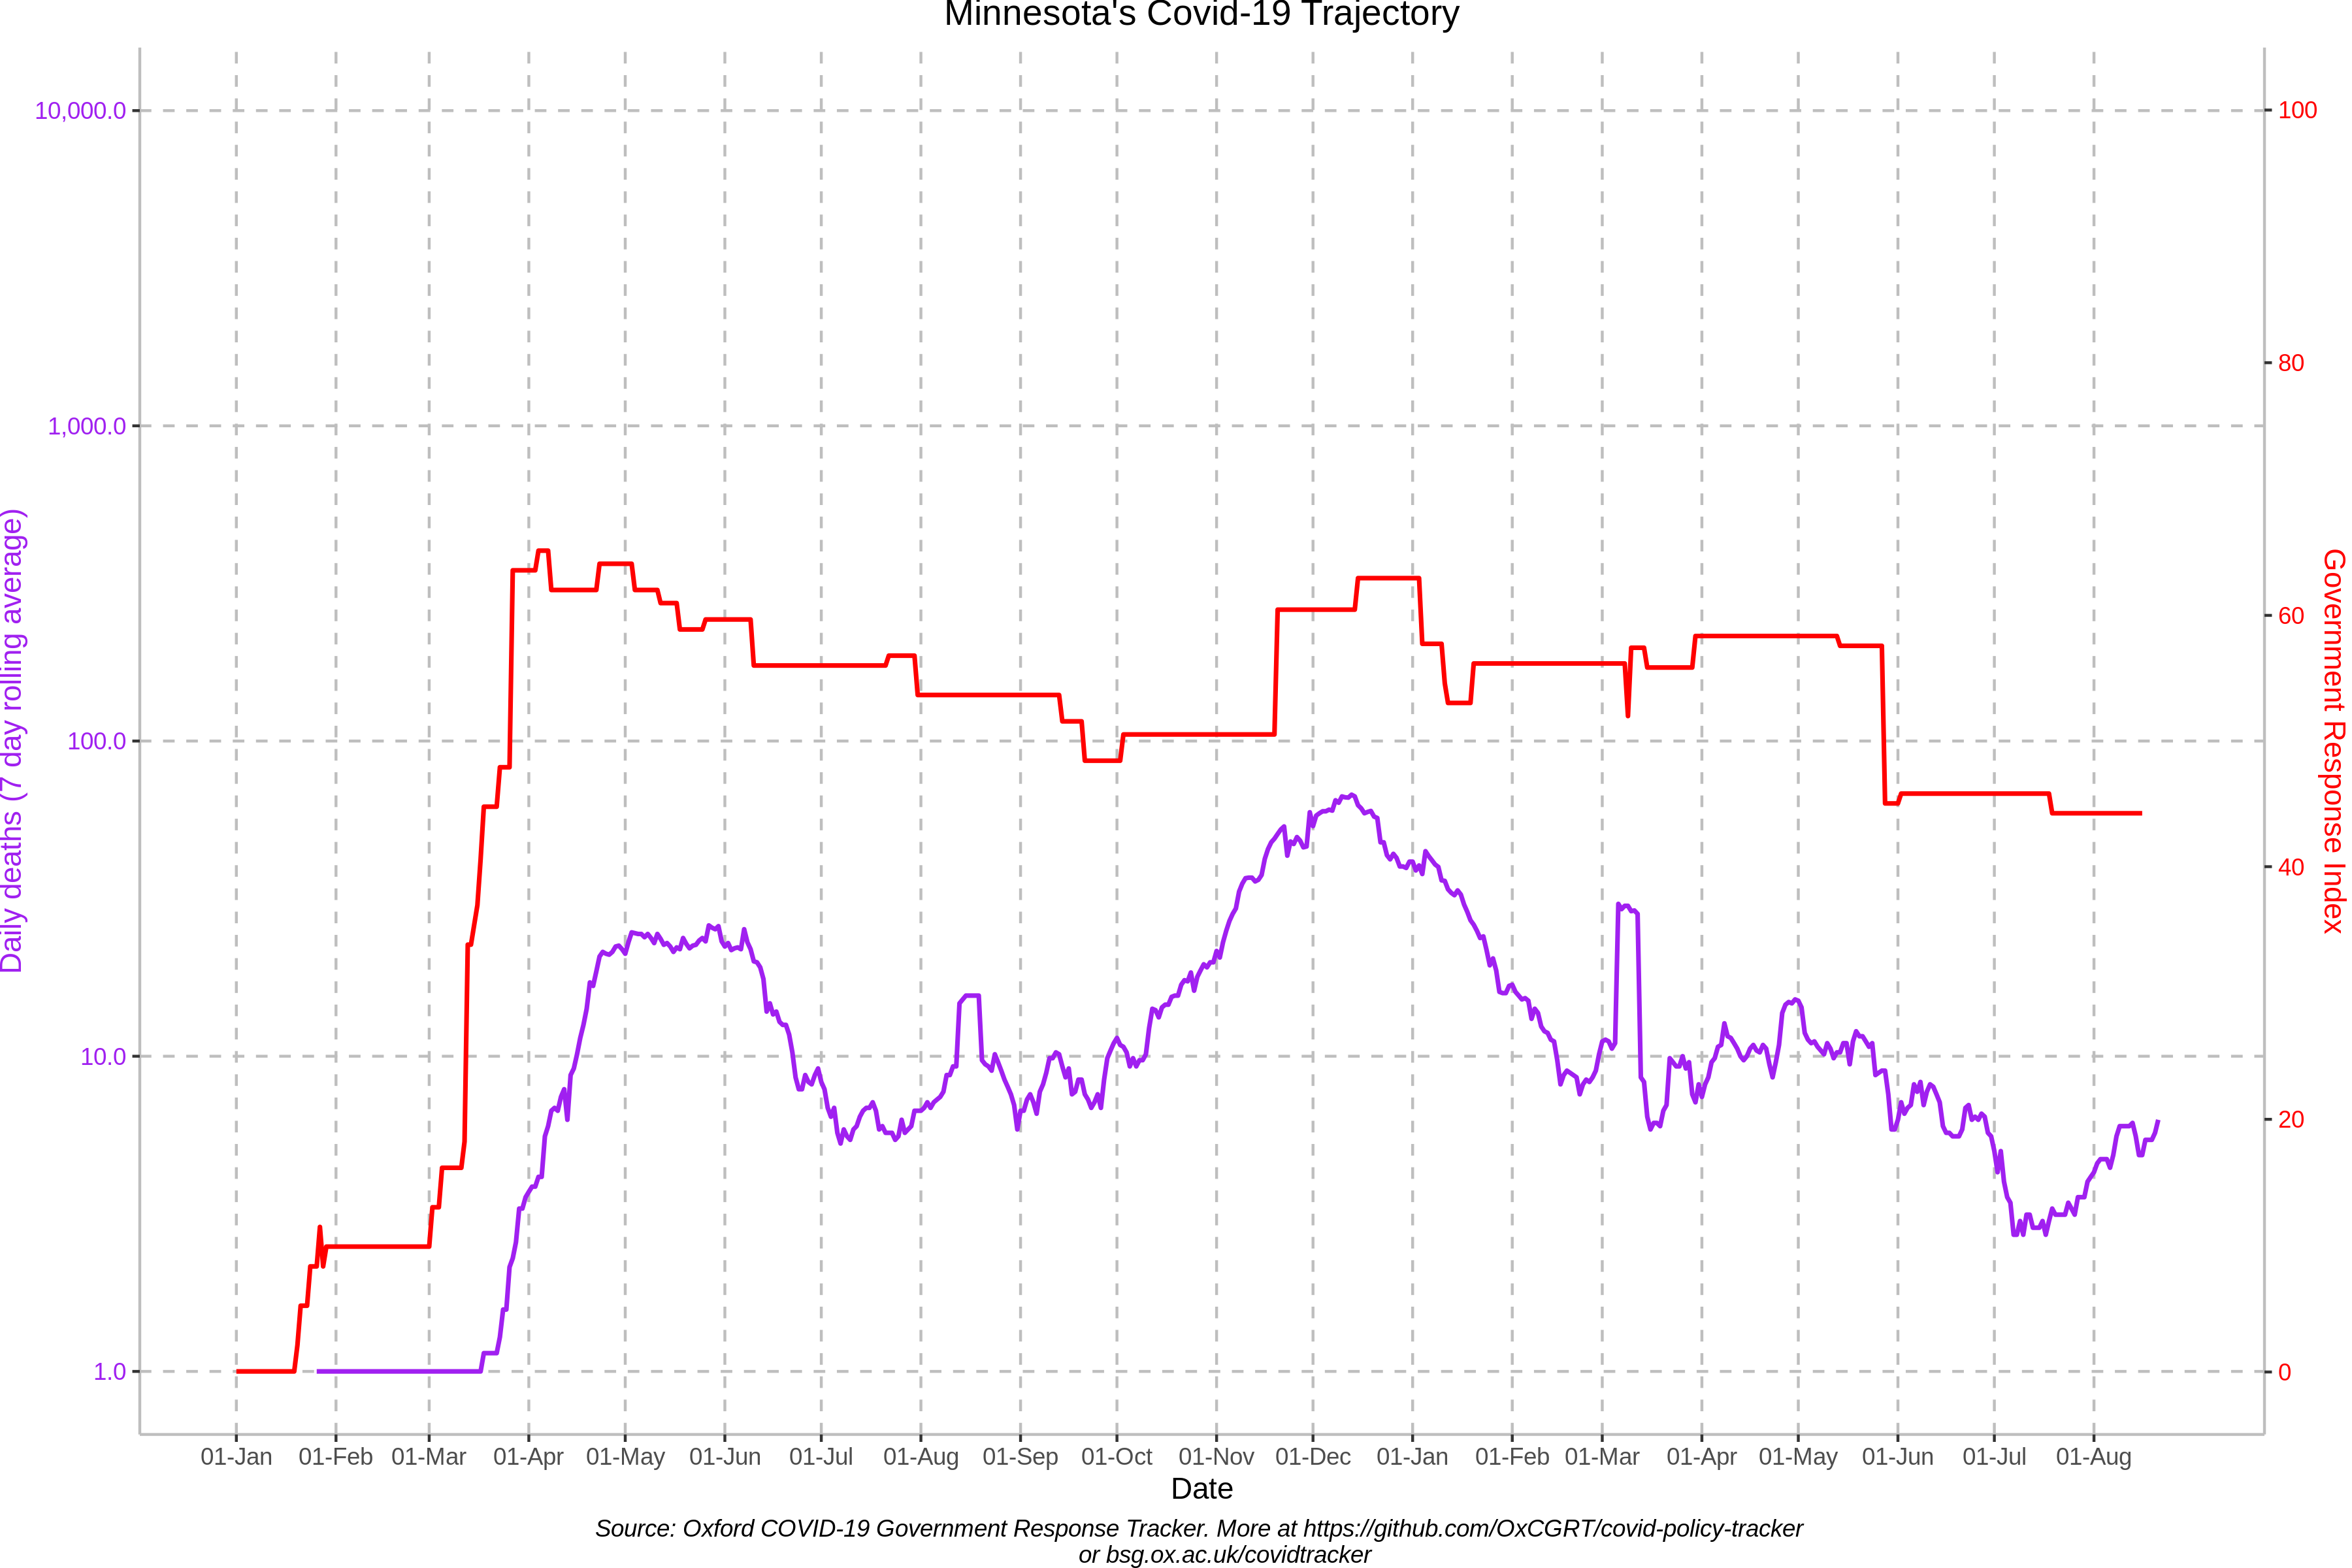 Minnesota's Covid-19 Trajectory
10,000.0
1,000.0
100.0
10.0
1.0
Daily deaths (7 day rolling average)
100
80
60
40
20
0
Government Response Index
01-Jan 01-Feb 01-Mar 01-Apr 01-May 01-Jun 01-Jul 01-Aug 01-Sep 01-Oct 01-Nov 01-Dec 01-Jan 01-Feb 01-Mar 01-Apr 01-May 01-Jun 01-Jul 01-Aug
Date
Source: Oxford COVID-19 Government Response Tracker. More at https://github.com/OxCGRT/covid-policy-tracker
or bsg.ox.ac.uk/covidtracker